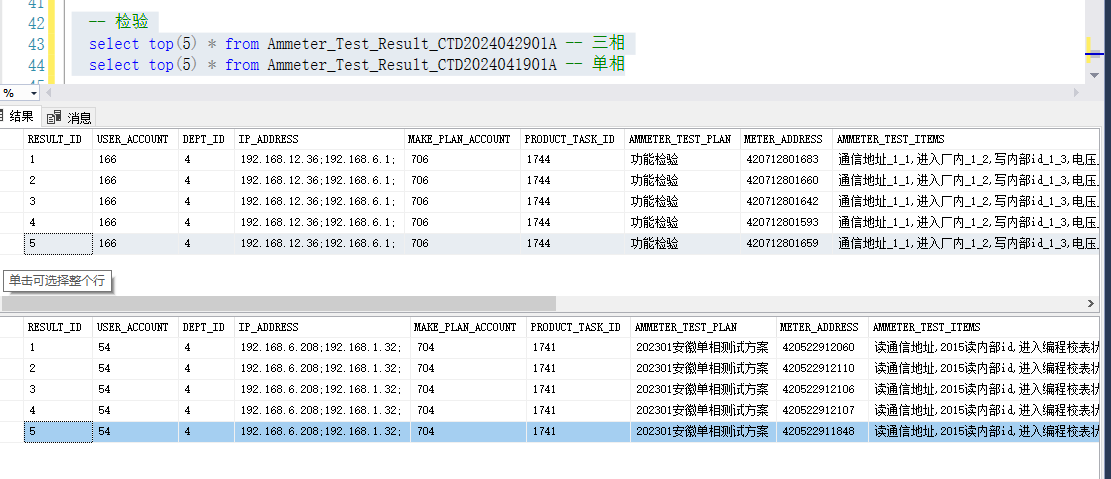 41
42 -- 检验
43 select top(5) * from Ammeter_Test_Result_CTD2024042901A -- 三相
44 select top(5) * from Ammeter_Test_Result_CTD2024041901A -- 单相
%
结果 消息
RESULT_ID USER_ACCOUNT DEPT_ID IP_ADDRESS MAKE_PLAN_ACCOUNT PRODUCT_TASK_ID AMMETER_TEST_PLAN METER_ADDRESS AMMETER_TEST_ITEMS
1 166 4 192.168.12.36;192.168.6.1; 706 1744 功能检验 420712801683 通信地址_1_1,进入厂内_1_2,写内部id_1_3,电压
2 166 4 192.168.12.36;192.168.6.1; 706 1744 功能检验 420712801660 通信地址_1_1,进入厂内_1_2,写内部id_1_3,电压
3 166 4 192.168.12.36;192.168.6.1; 706 1744 功能检验 420712801642 通信地址_1_1,进入厂内_1_2,写内部id_1_3,电压
4 166 4 192.168.12.36;192.168.6.1; 706 1744 功能检验 420712801593 通信地址_1_1,进入厂内_1_2,写内部id_1_3,电压
5 166 4 192.168.12.36;192.168.6.1; 706 1744 功能检验 420712801659 通信地址_1_1,进入厂内_1_2,写内部id_1_3,电压
单击可选择整个行
RESULT_ID USER_ACCOUNT DEPT_ID IP_ADDRESS MAKE_PLAN_ACCOUNT PRODUCT_TASK_ID AMMETER_TEST_PLAN METER_ADDRESS AMMETER_TEST_ITEMS
1 54 4 192.168.6.208;192.168.1.32; 704 1741 202301安徽单相测试方案 420522912060 读通信地址,2015读内部id,进入编程校表状
2 54 4 192.168.6.208;192.168.1.32; 704 1741 202301安徽单相测试方案 420522912110 读通信地址,2015读内部id,进入编程校表状
3 54 4 192.168.6.208;192.168.1.32; 704 1741 202301安徽单相测试方案 420522912106 读通信地址,2015读内部id,进入编程校表状
4 54 4 192.168.6.208;192.168.1.32; 704 1741 202301安徽单相测试方案 420522912107 读通信地址,2015读内部id,进入编程校表状
5 54 4 192.168.6.208;192.168.1.32; 704 1741 202301安徽单相测试方案 420522911848 读通信地址,2015读内部id,进入编程校表状